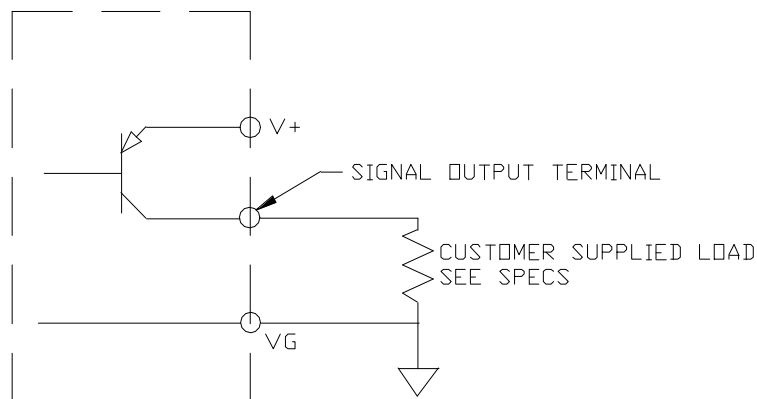 V+
SIGNAL OUTPUT TERMINAL
CUSTOMER SUPPLIED LOAD
SEE SPECS
VG